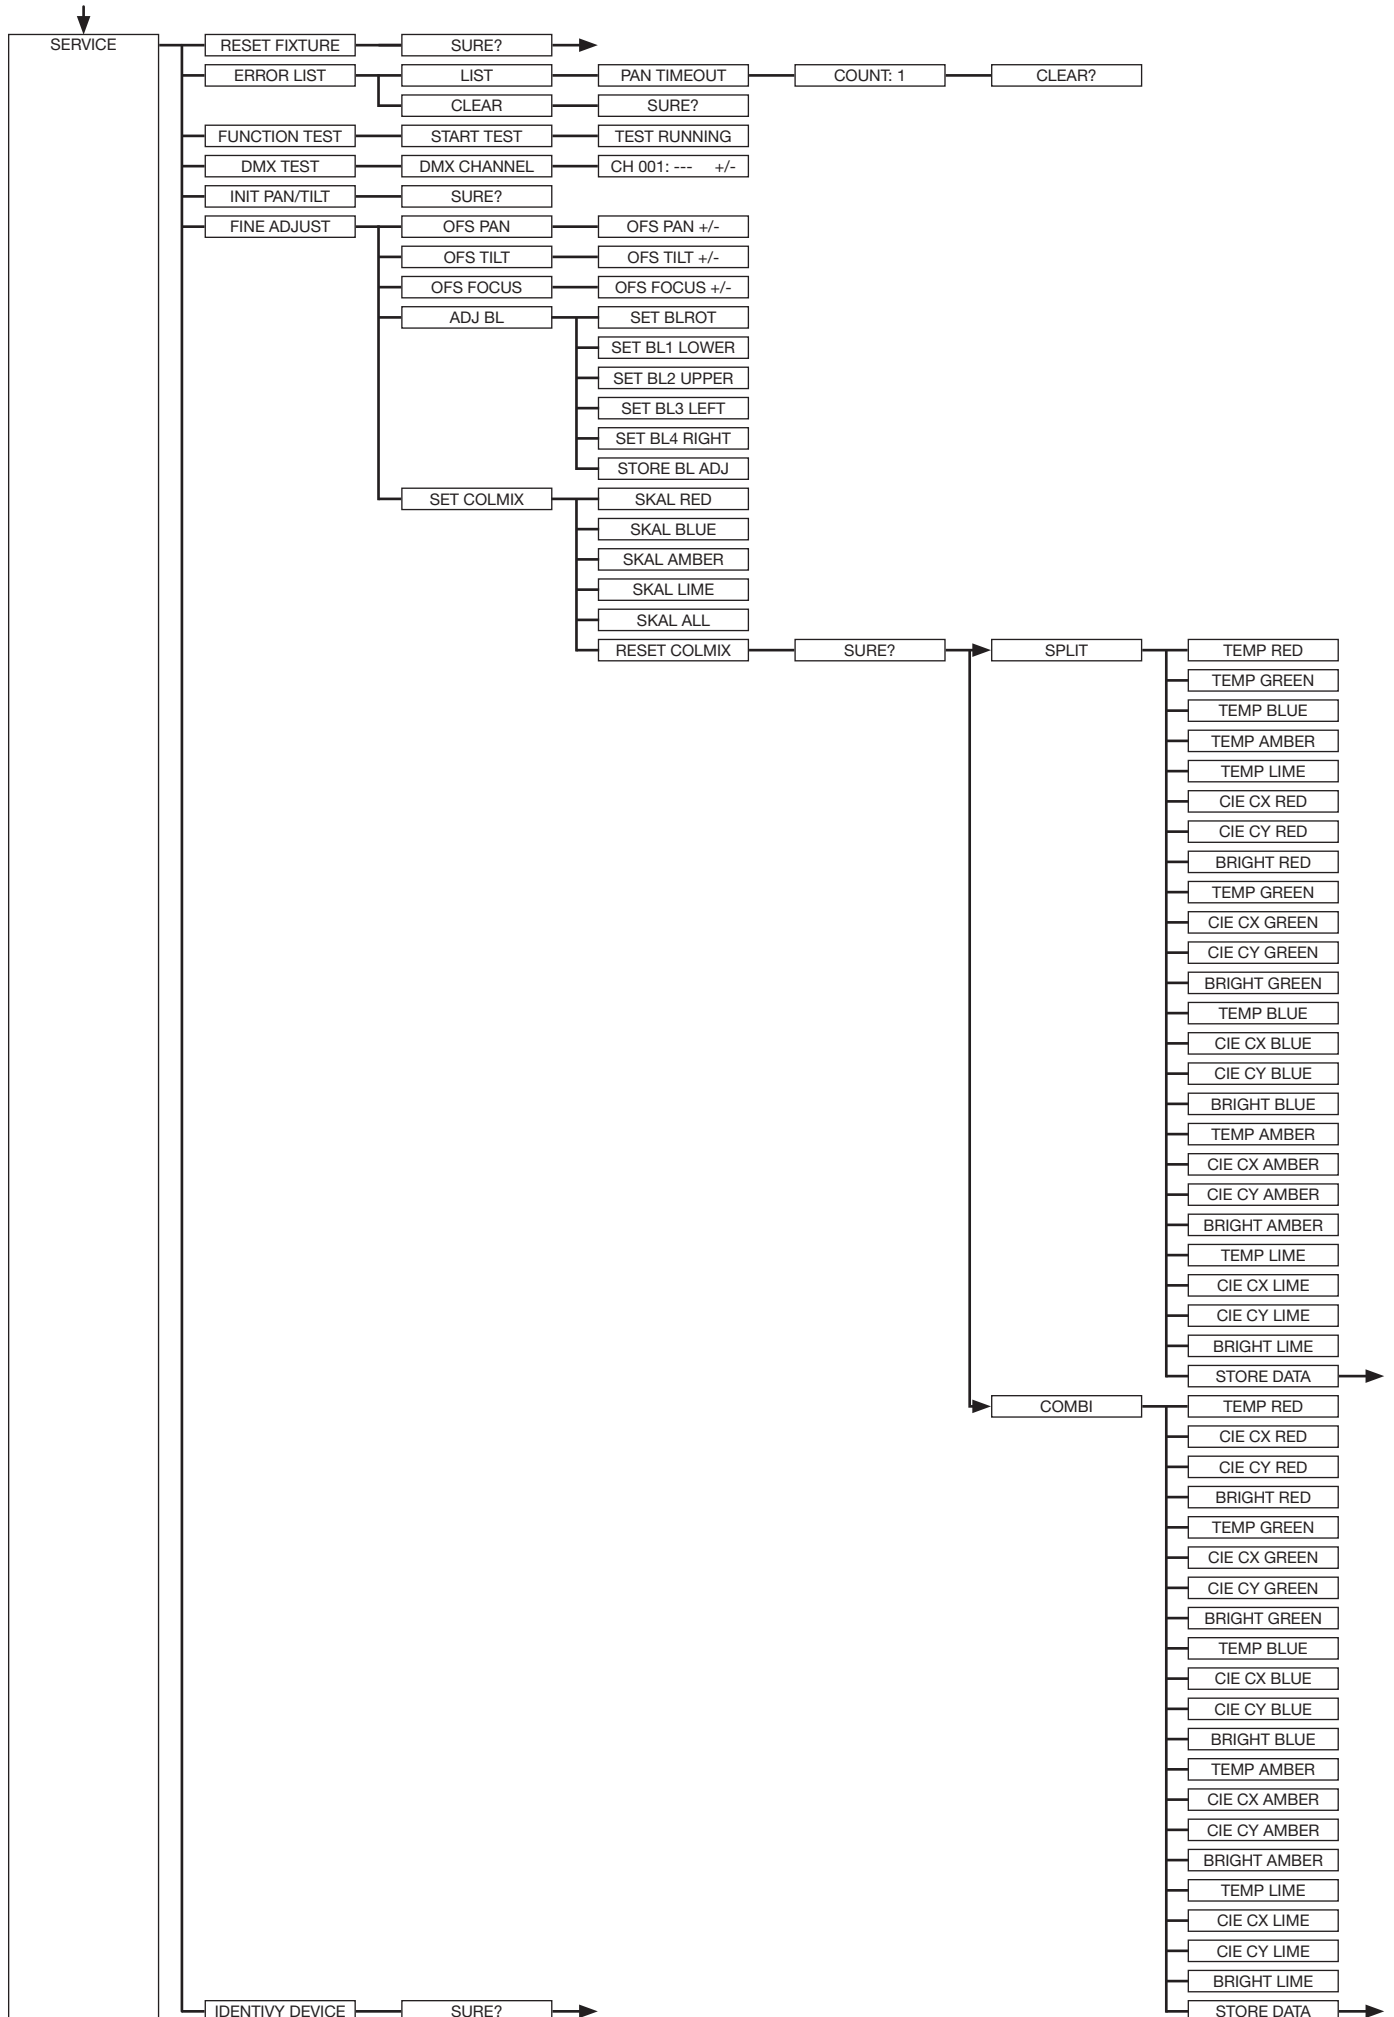 SERVICE RESET FIXTURE SURE?
ERROR LIST LIST PAN TIMEOUT COUNT: 1 CLEAR?
CLEAR SURE?
FUNCTION TEST START TEST TEST RUNNING
DMX TEST DMX CHANNEL CH 001: --- +/-
INIT PAN/TILT SURE?
FINE ADJUST OFS PAN OFS PAN +/-
OFS TILT OFS TILT +/-
OFS FOCUS OFS FOCUS +/-
ADJ BL SET BLROT
SET BL1 LOWER
SET BL2 UPPER
SET BL3 LEFT
SET BL4 RIGHT
STORE BL ADJ
SET COLMIX SKAL RED
SKAL BLUE
SKAL AMBER
SKAL LIME
SKAL ALL
RESET COLMIX SURE? SPLIT TEMP RED
TEMP GREEN
TEMP BLUE
TEMP AMBER
TEMP LIME
CIE CX RED
CIE CY RED
BRIGHT RED
TEMP GREEN
CIE CX GREEN
CIE CY GREEN
BRIGHT GREEN
TEMP BLUE
CIE CX BLUE
CIE CY BLUE
BRIGHT BLUE
TEMP AMBER
CIE CX AMBER
CIE CY AMBER
BRIGHT AMBER
TEMP LIME
CIE CX LIME
CIE CY LIME
BRIGHT LIME
STORE DATA
COMBI TEMP RED
CIE CX RED
CIE CY RED
BRIGHT RED
TEMP GREEN
CIE CX GREEN
CIE CY GREEN
BRIGHT GREEN
TEMP BLUE
CIE CX BLUE
CIE CY BLUE
BRIGHT BLUE
TEMP AMBER
CIE CX AMBER
CIE CY AMBER
BRIGHT AMBER
TEMP LIME
CIE CX LIME
CIE CY LIME
BRIGHT LIME
IDENTIVY DEVICE SURE? STORE DATA